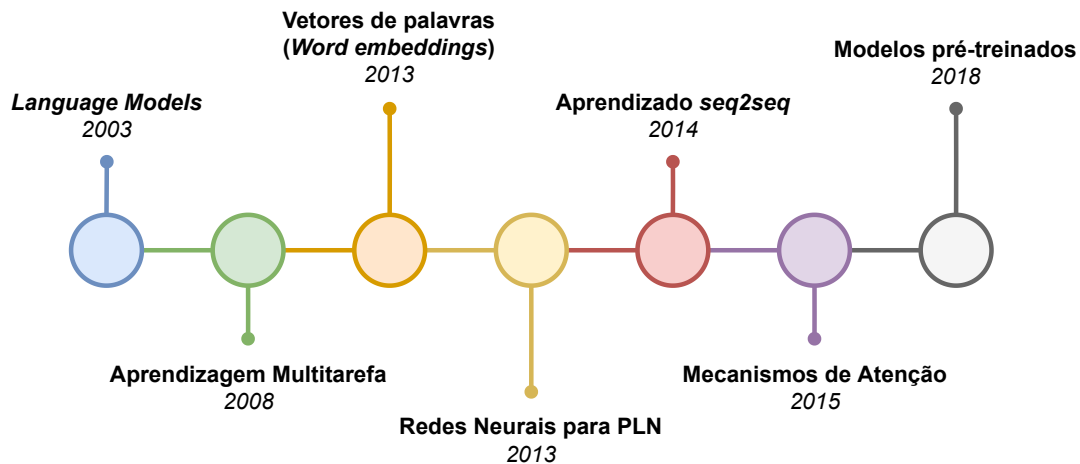 Language Models
2003
Aprendizagem Multitarefa
2008
Vetores de palavras
(Word embeddings)
2013
Redes Neurais para PLN
2013
Aprendizado seq2seq
2014
Mecanismos de Atenção
2015
Modelos pré-treinados
2018